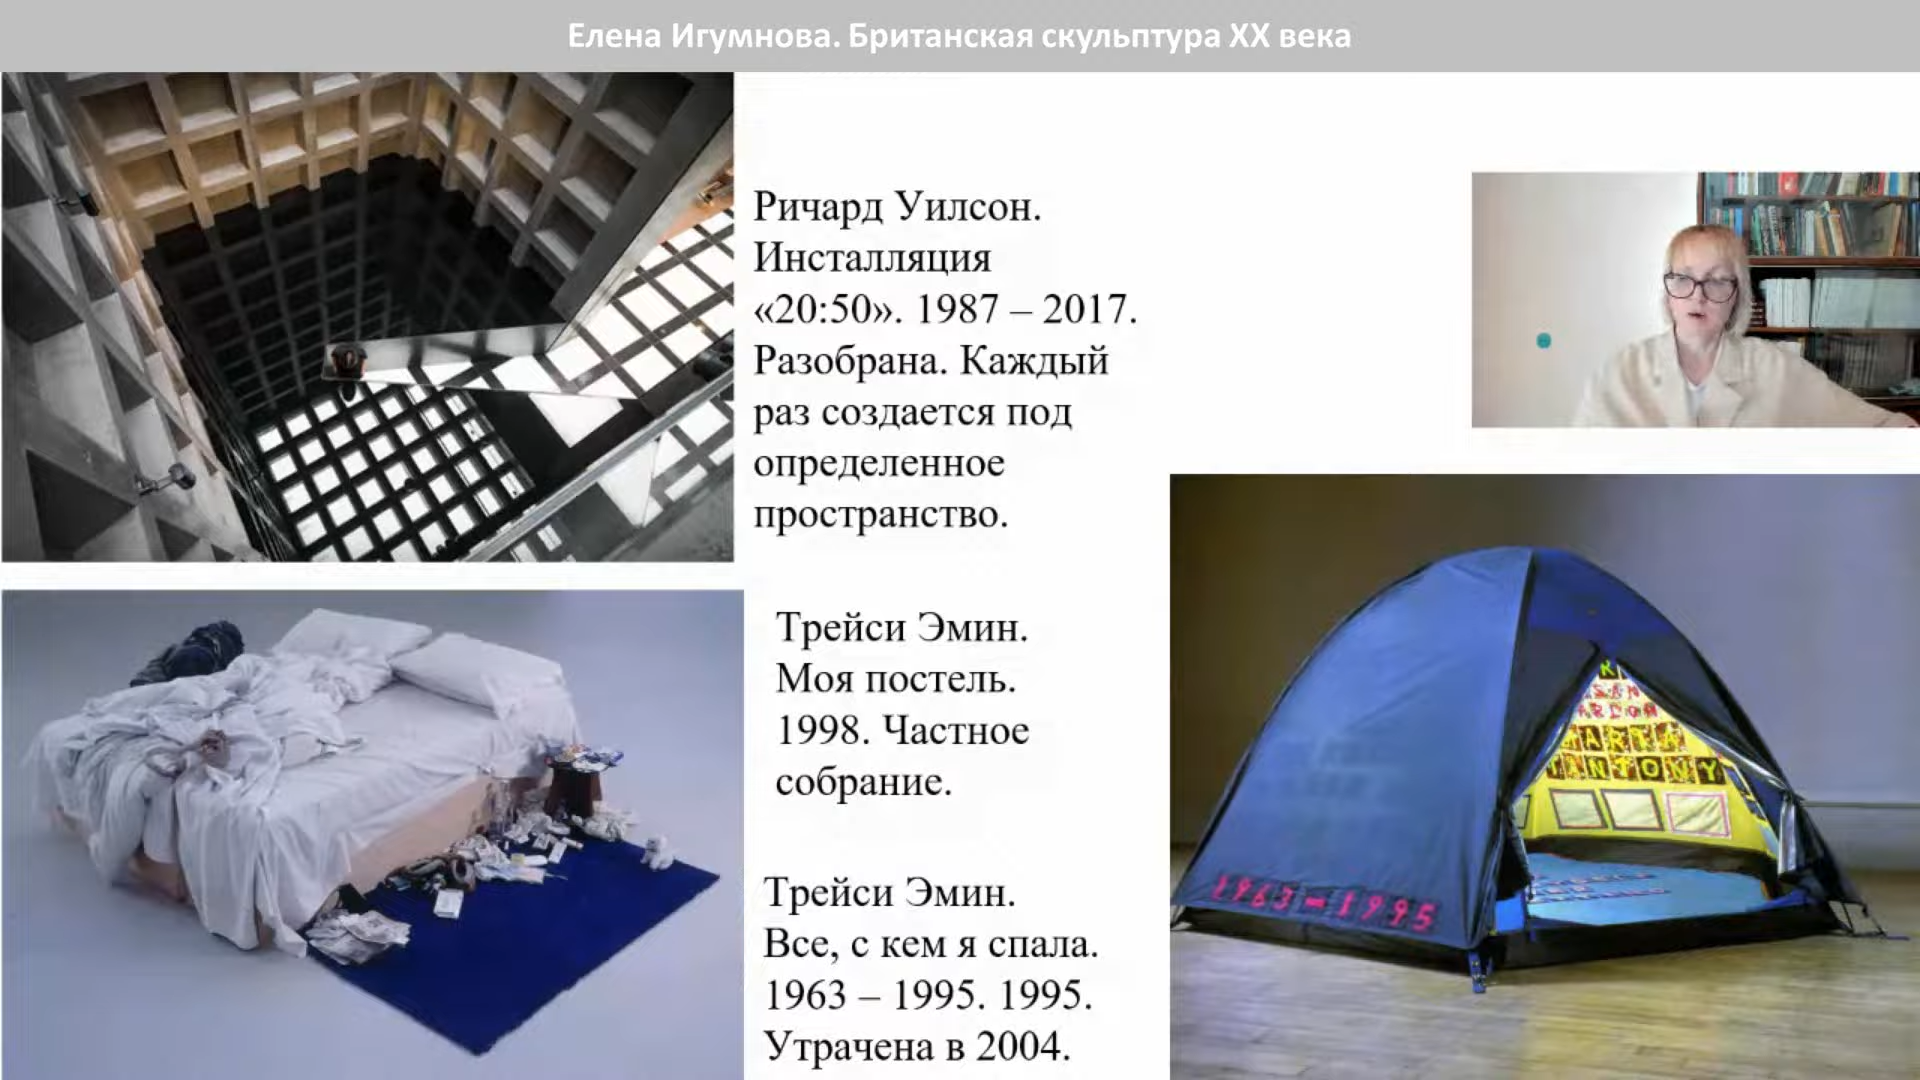 Елена Игумнова. Британская скульптура XX века
Ричард Уилсон.
Инсталляция
«20:50». 1987 – 2017.
Разобрана. Каждый
раз создается под
определенное
пространство.
Трейси Эмин.
Моя постель.
1998. Частное
собрание.
Трейси Эмин.
Все, с кем я спала.
1963 – 1995. 1995.
Утрачена в 2004.
1963 – 1995